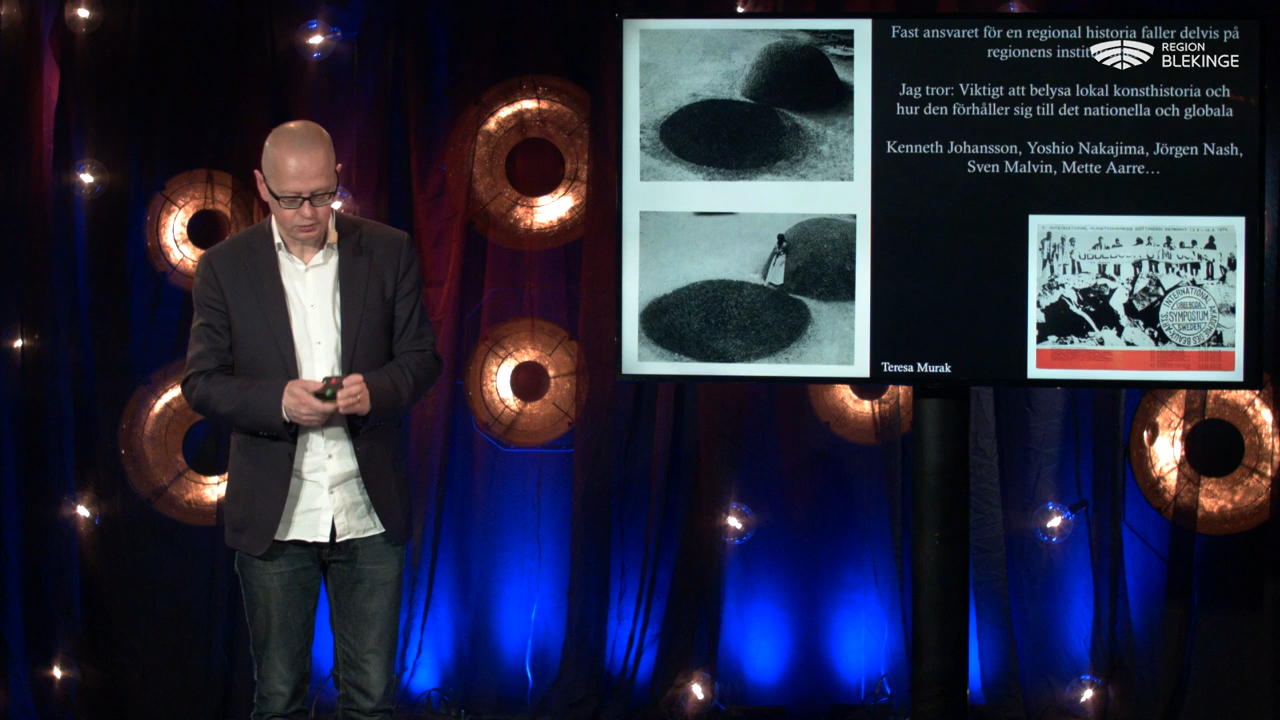 Fast ansvaret för en regional historia faller delvis på
regionens
REGION
BLEKINGE
Jag tror: Viktigt att belysa lokal konsthistoria och
hur den förhåller sig till det nationella och globala
Kenneth Johansson, Yoshio Nakajima, Jörgen Nash,
Sven Malvin, Mette Aarre…
Teresa Murak
INTERNATIONAL
SYMPOSIUM
SWEDEN